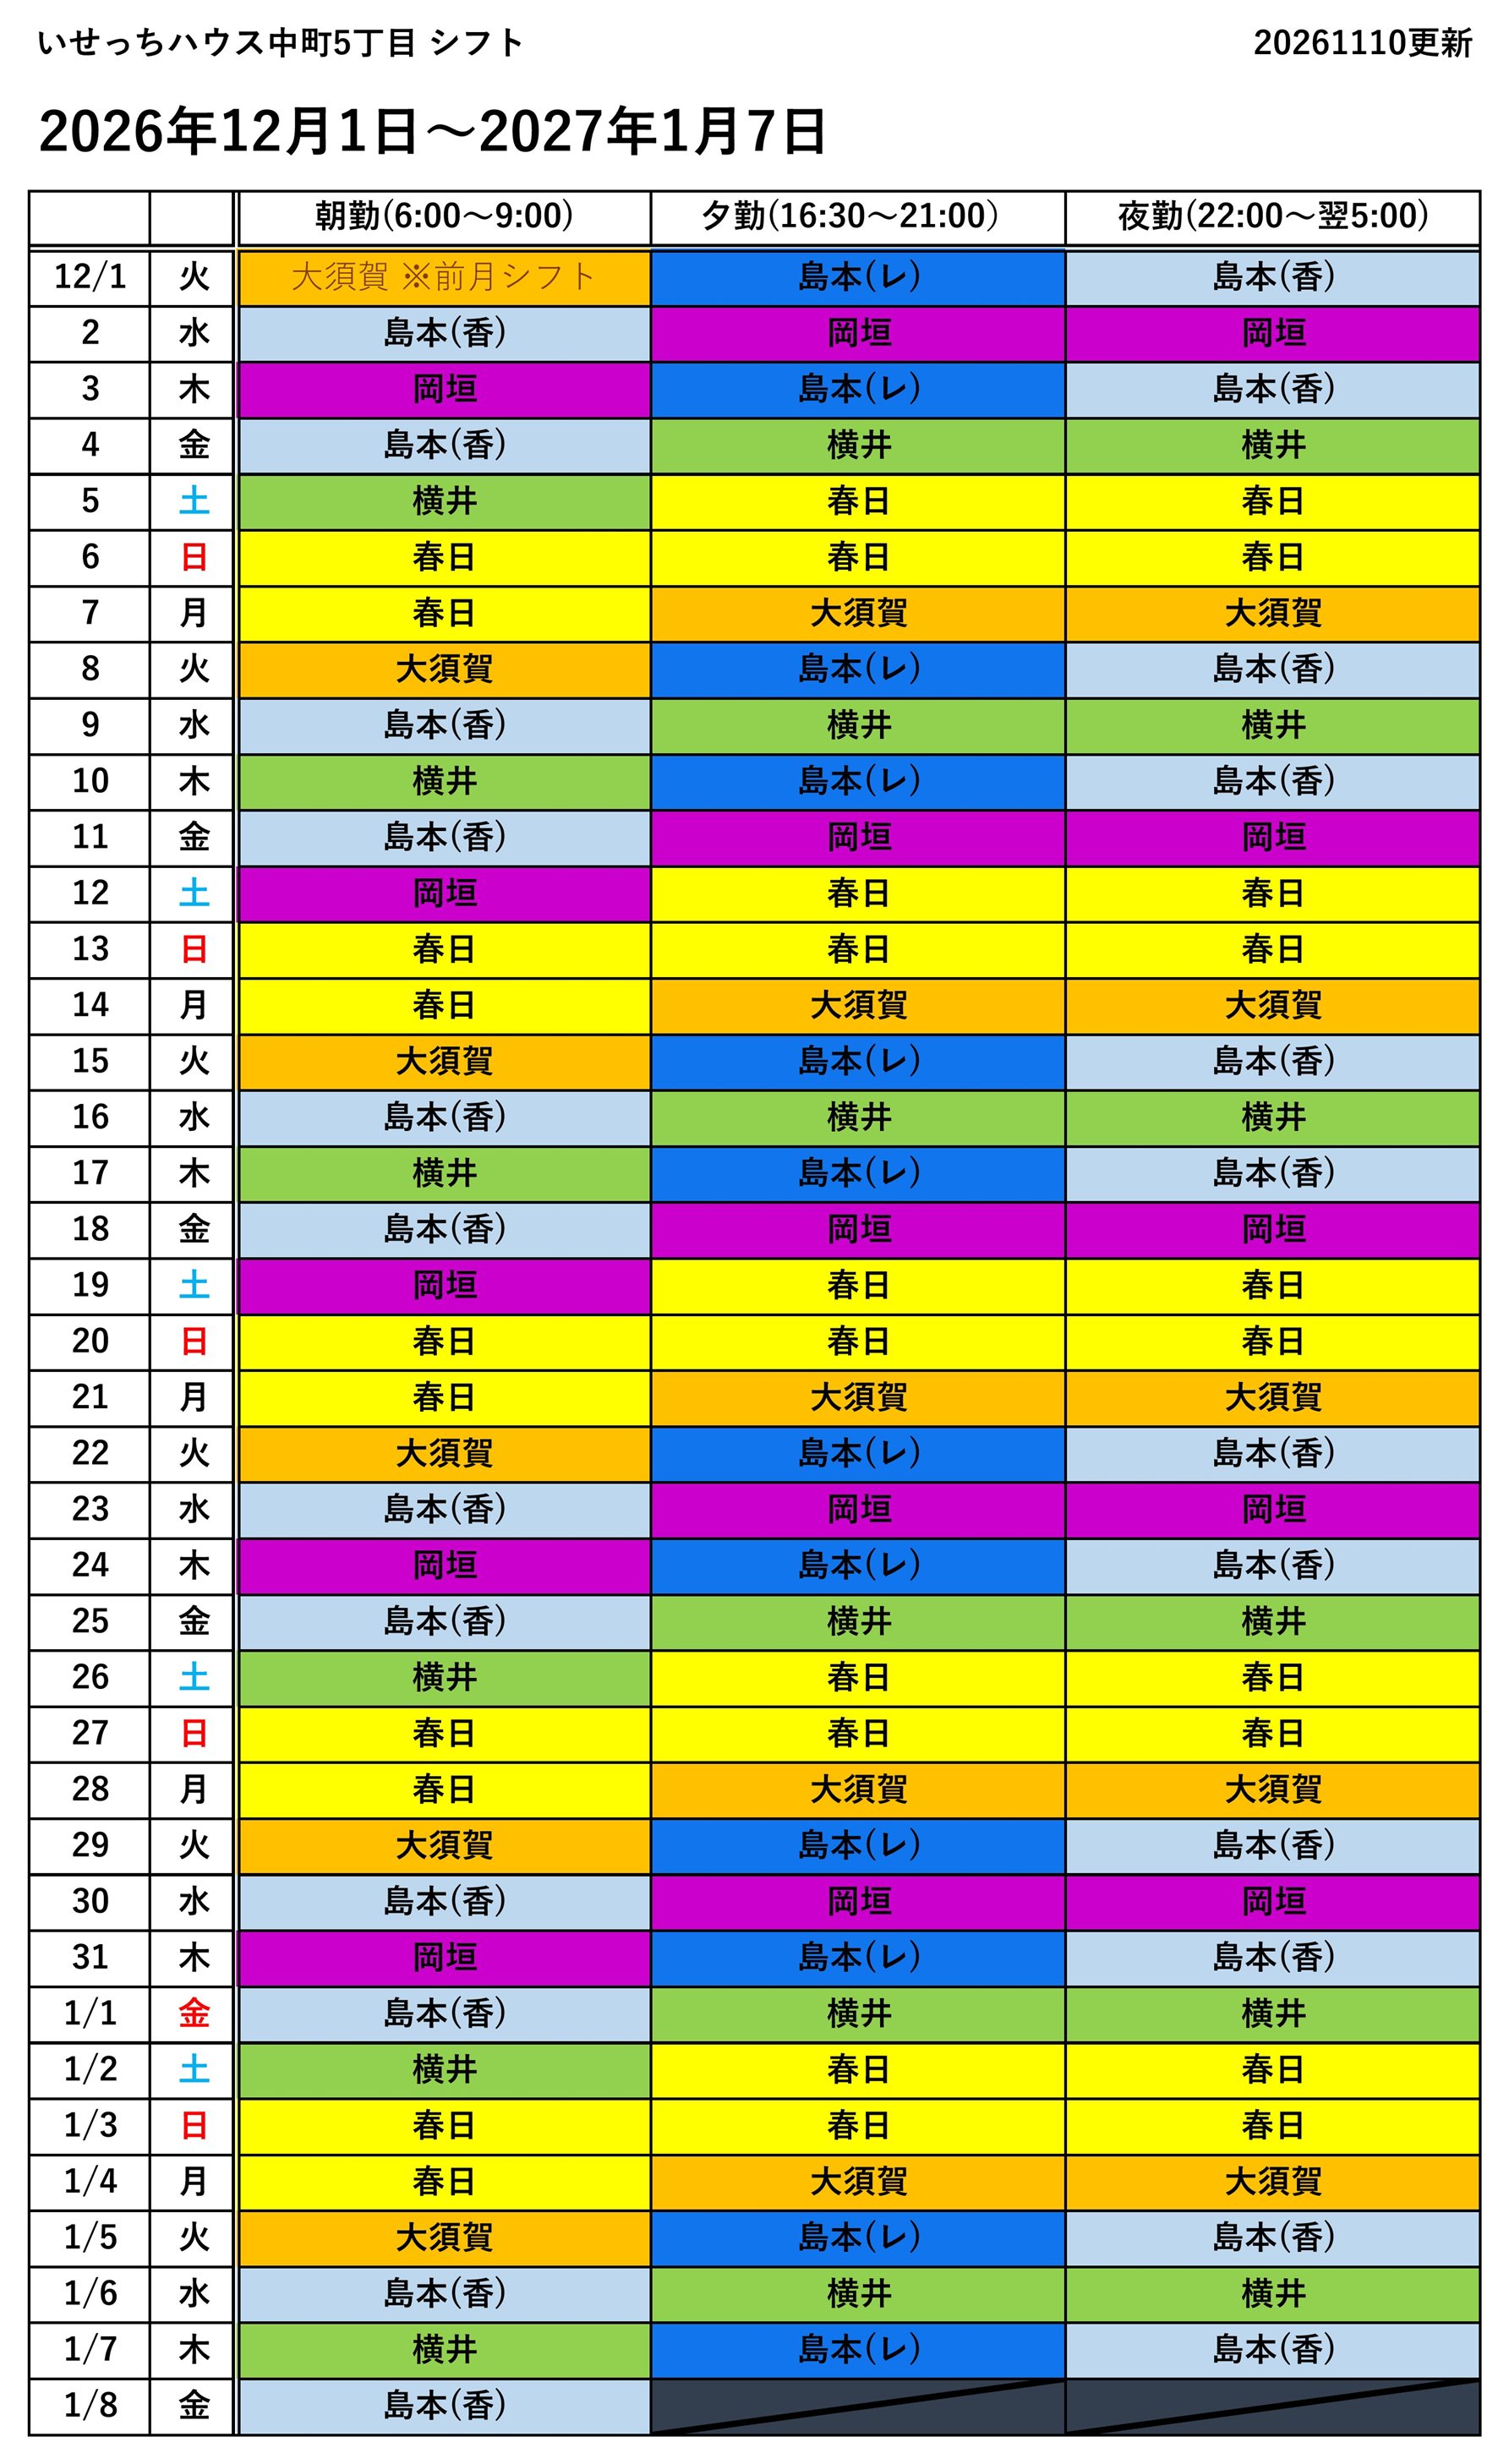 いせっちハウス中町5丁目 シフト 20261110更新
2026年12月1日～2027年1月7日
朝勤(6:00～9:00) 夕勤(16:30～21:00) 夜勤(22:00～翌5:00)
12/1 火 大須賀 ※前月シフト 島本(レ) 島本(香)
2 水 島本(香) 岡垣 岡垣
3 木 岡垣 島本(レ) 島本(香)
4 金 島本(香) 横井 横井
5 土 横井 春日 春日
6 日 春日 春日 春日
7 月 春日 大須賀 大須賀
8 火 大須賀 島本(レ) 島本(香)
9 水 島本(香) 横井 横井
10 木 横井 島本(レ) 島本(香)
11 金 島本(香) 岡垣 岡垣
12 土 岡垣 春日 春日
13 日 春日 春日 春日
14 月 春日 大須賀 大須賀
15 火 大須賀 島本(レ) 島本(香)
16 水 島本(香) 横井 横井
17 木 横井 島本(レ) 島本(香)
18 金 島本(香) 岡垣 岡垣
19 土 岡垣 春日 春日
20 日 春日 春日 春日
21 月 春日 大須賀 大須賀
22 火 大須賀 島本(レ) 島本(香)
23 水 島本(香) 岡垣 岡垣
24 木 岡垣 島本(レ) 島本(香)
25 金 島本(香) 横井 横井
26 土 横井 春日 春日
27 日 春日 春日 春日
28 月 春日 大須賀 大須賀
29 火 大須賀 島本(レ) 島本(香)
30 水 島本(香) 岡垣 岡垣
31 木 岡垣 島本(レ) 島本(香)
1/1 金 島本(香) 横井 横井
1/2 土 横井 春日 春日
1/3 日 春日 春日 春日
1/4 月 春日 大須賀 大須賀
1/5 火 大須賀 島本(レ) 島本(香)
1/6 水 島本(香) 横井 横井
1/7 木 横井 島本(レ) 島本(香)
1/8 金 島本(香)